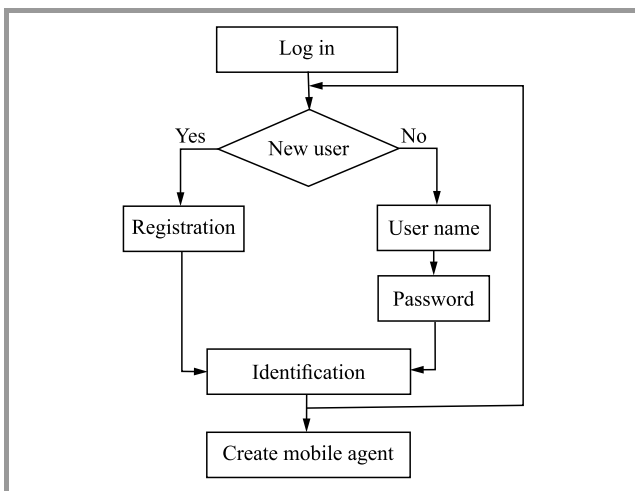 Log in
Yes
No
New user
Registration
User name
Password
Identification
Create mobile agent